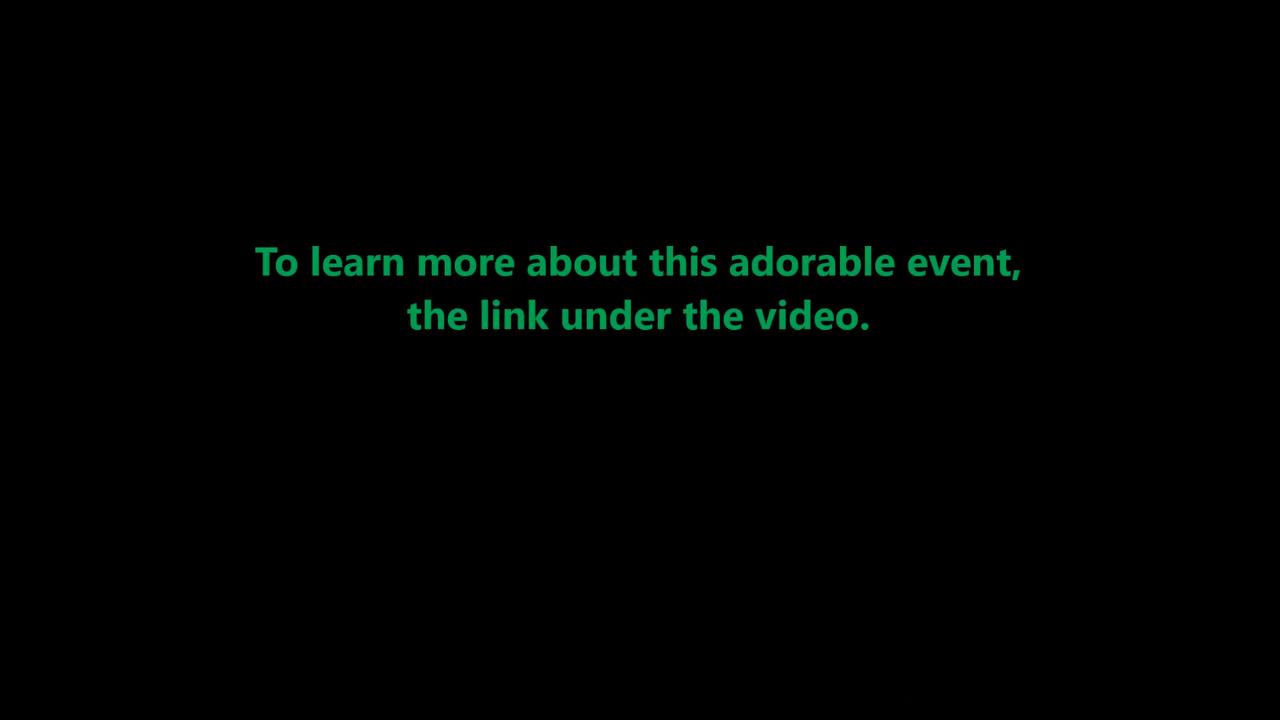 To learn more about this adorable event,
the link under the video.